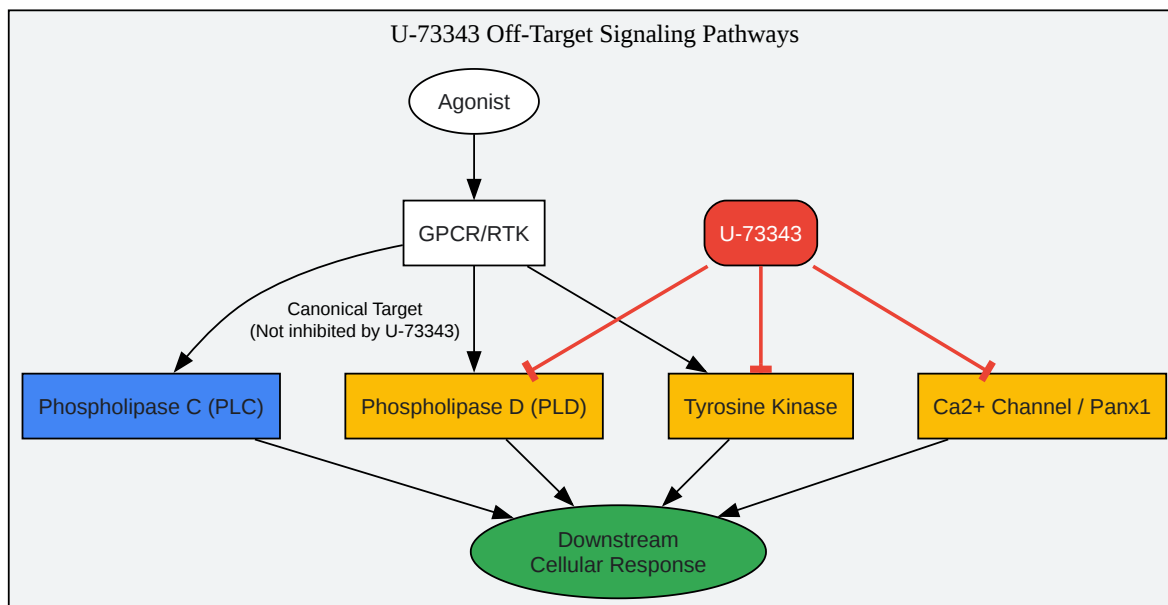 U-73343 Off-Target Signaling Pathways
Agonist
GPCR/RTK
U-73343
Canonical Target
(Not inhibited by U-73343)
Phospholipase C (PLC)
Phospholipase D (PLD)
Tyrosine Kinase
Ca2+ Channel / Panx1
Downstream
Cellular Response